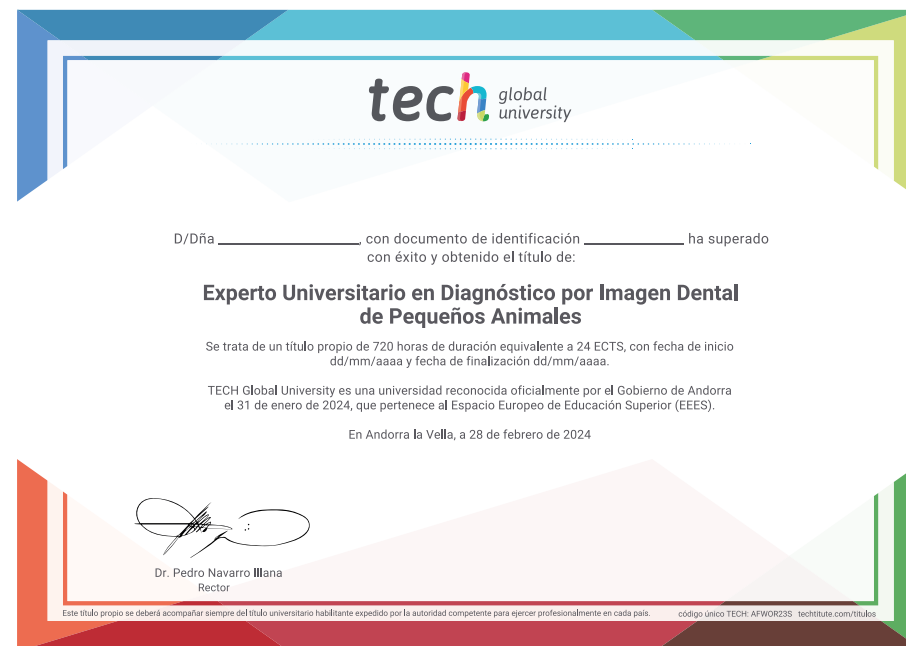 tech global university
D/Dña ____________________, con documento de identificación ______________ ha superado
con éxito y obtenido el título de:
Experto Universitario en Diagnóstico por Imagen Dental
de Pequeños Animales
Se trata de un título propio de 720 horas de duración equivalente a 24 ECTS, con fecha de inicio
dd/mm/aaaa y fecha de finalización dd/mm/aaaa.
TECH Global University es una universidad reconocida oficialmente por el Gobierno de Andorra
el 31 de enero de 2024, que pertenece al Espacio Europeo de Educación Superior (EEES).
En Andorra la Vella, a 28 de febrero de 2024
Dr. Pedro Navarro Illana
Rector
Este título propio se deberá acompañar siempre del título universitario habilitante expedido por la autoridad competente para ejercer profesionalmente en cada país.
código único TECH: AFWOR23S techtitute.com/titulos